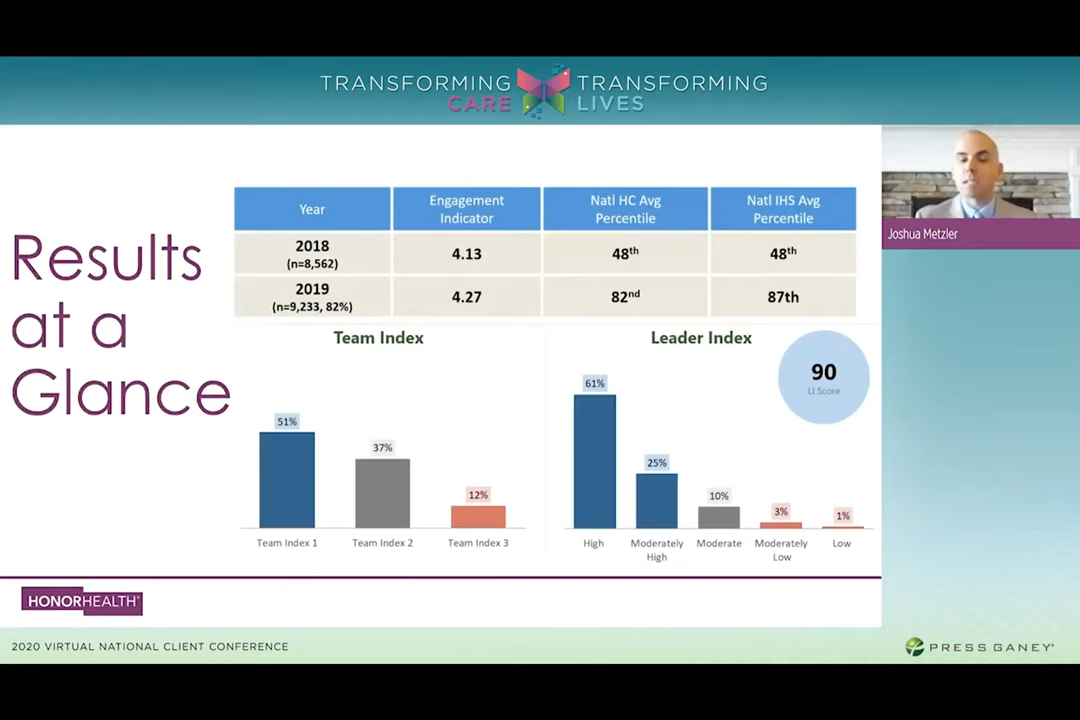 TRANSFORMING TRANSFORMING
CARE LIVES
Joshua Metzler
Results
at a
Glance
Year
Engagement
Indicator
Natl HC Avg
Percentile
Natl IHS Avg
Percentile
2018
(n=8,562)
4.13
48th
48th
2019
(n=9,233, 82%)
4.27
82nd
87th
Team Index
51%
37%
12%
Team Index 1
Team Index 2
Team Index 3
Leader Index
90
LI Score
61%
25%
10%
3%
1%
High
Moderately
High
Moderate
Moderately
Low
Low
HONORHEALTH®
2020 VIRTUAL NATIONAL CLIENT CONFERENCE
PRESS GANEY®